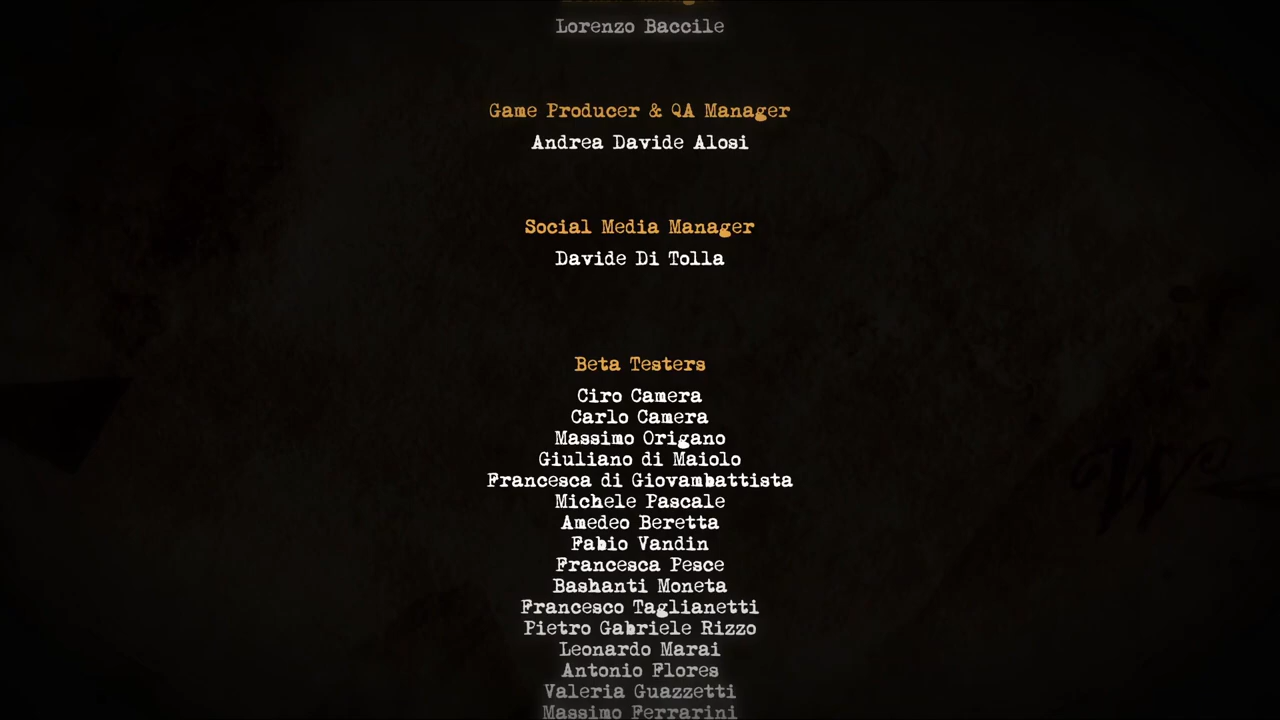 Lorenzo Baccile
Game Producer & QA Manager
Andrea Davide Alosi
Social Media Manager
Davide Di Tolla
Beta Testers
Ciro Camera
Carlo Camera
Massimo Origano
Giuliano di Maiolo
Francesca di Giovambattista
Michele Pascale
Amedeo Beretta
Fabio Vandin
Francesca Pesce
Bashanti Moneta
Francesco Taglianetti
Pietro Gabriele Rizzo
Leonardo Marai
Antonio Flores
Valeria Guazzetti
Massimo Ferrarini